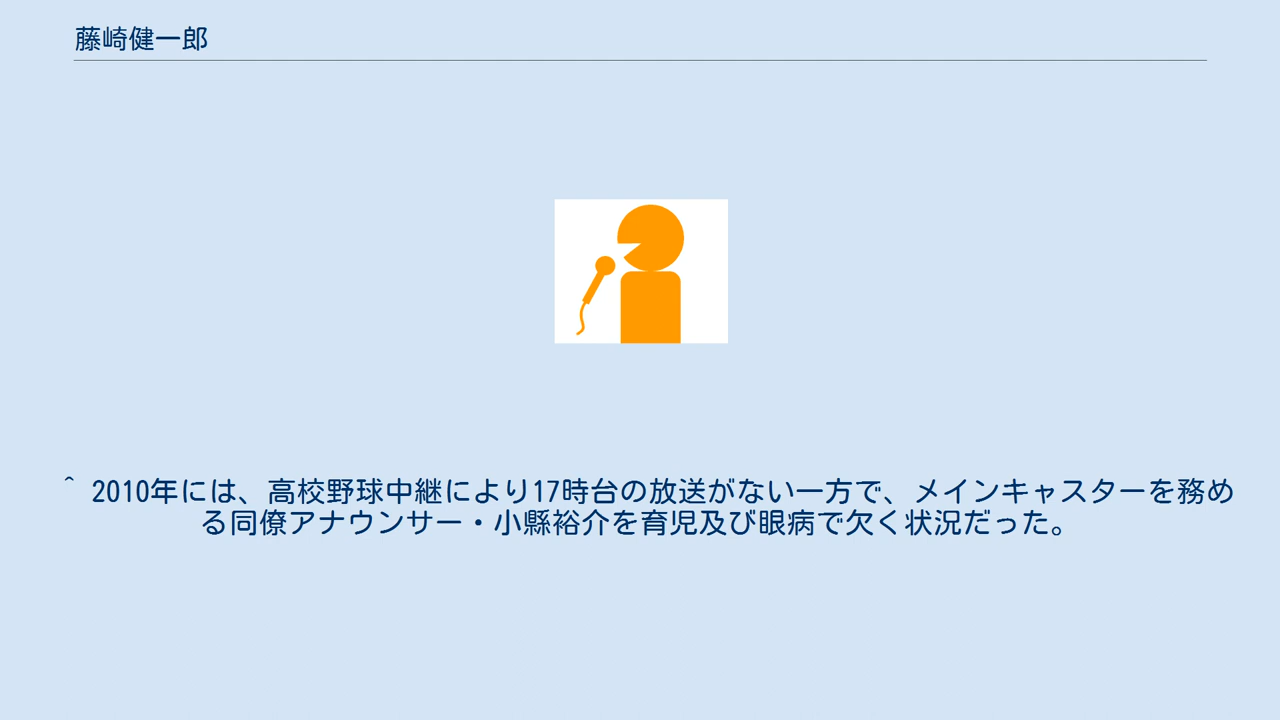 藤崎健一郎
^ 2010年には、高校野球中継により17時台の放送がない一方で、メインキャスターを務め
る同僚アナウンサー・小縣裕介を育児及び眼病で欠く状況だった。